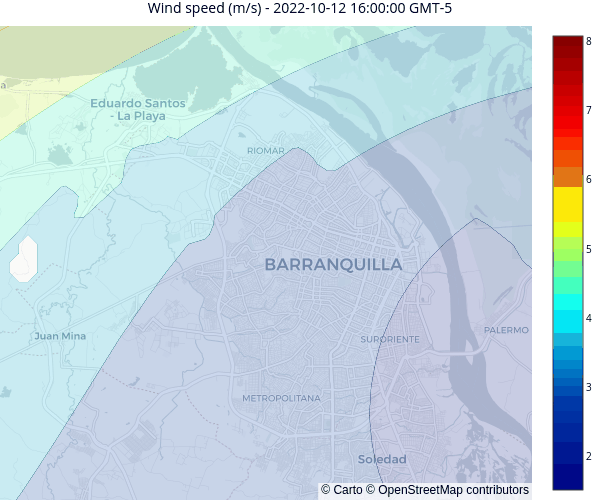 Wind speed (m/s) - 2022-10-12 16:00:00 GMT-5
8
a
Eduardo Santos
- La Playa
7
RIOMAR
6
5
BARRANQUILLA
4
Juan Mina
SURORIENTE
PALERMO
3
METROPOLITANA
Soledad
2
© Carto © OpenStreetMap contributors